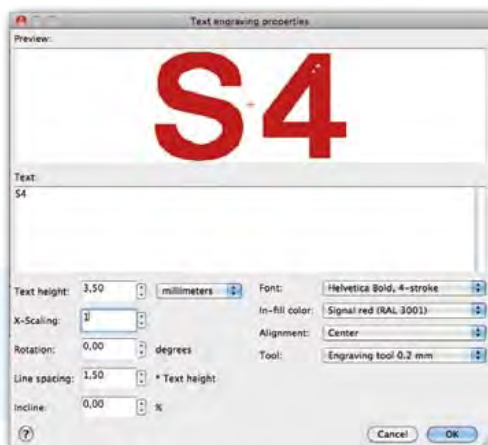 Text engraving properties
Preview:
S4
Text:
S4
Text height: 3,50 millimeters
Font: Helvetica Bold, 4-stroke
X-Scaling: 1
In-fill color: Signal red (RAL 3001)
Rotation: 0,00 degrees
Alignment: Center
Line spacing: 1,50 * Text height
Tool: Engraving tool 0.2 mm
Incline: 0,00 %
? Cancel OK